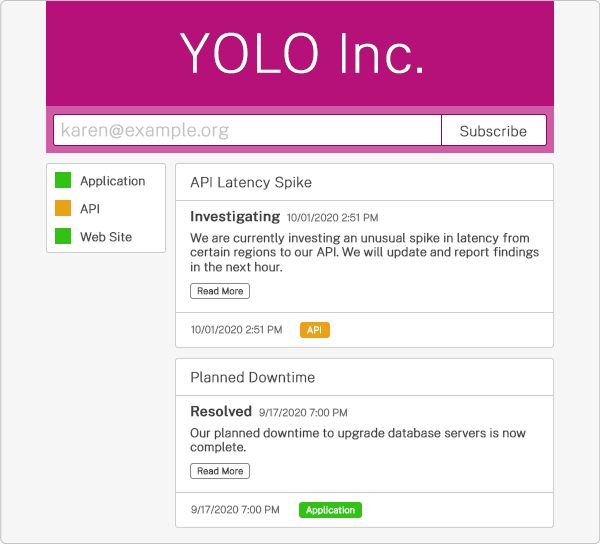 YOLO Inc.
karen@example.org
Subscribe
Application
API
Web Site
API Latency Spike
Investigating 10/01/2020 2:51 PM
We are currently investing an unusual spike in latency from
certain regions to our API. We will update and report findings
in the next hour.
Read More
10/01/2020 2:51 PM API
Planned Downtime
Resolved 9/17/2020 7:00 PM
Our planned downtime to upgrade database servers is now
complete.
Read More
9/17/2020 7:00 PM Application